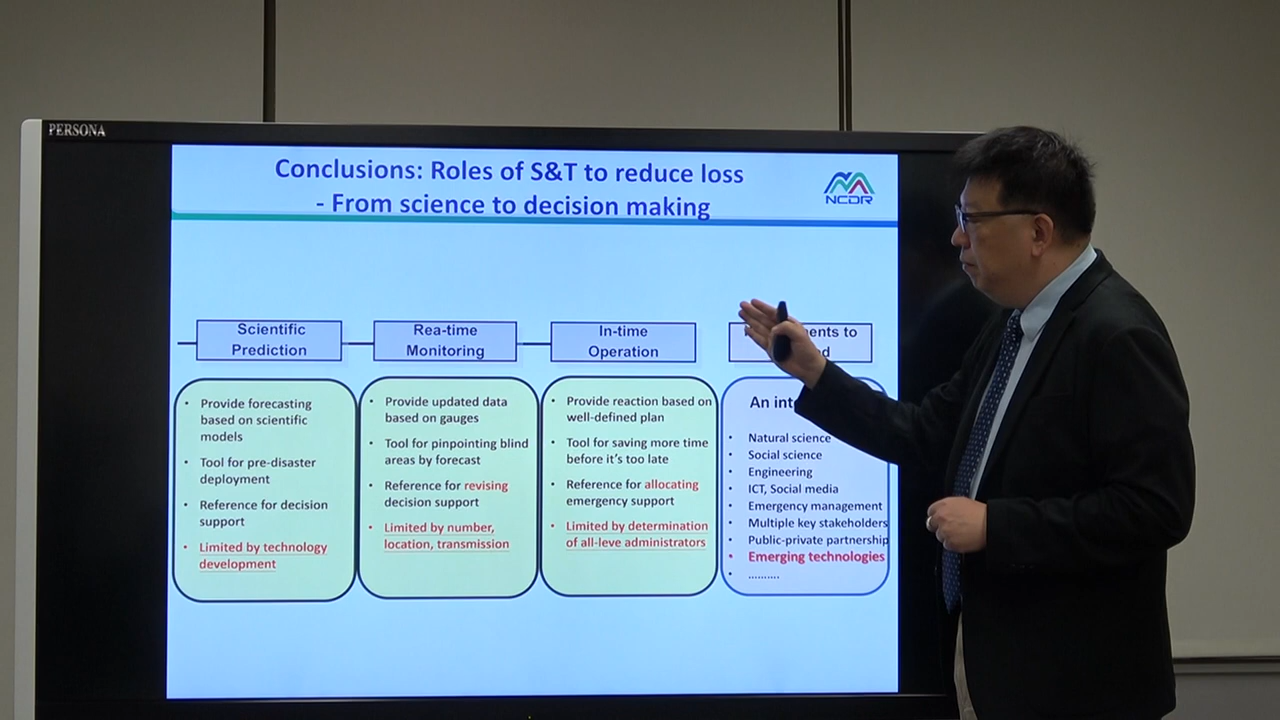 PERSONA
Conclusions: Roles of S&T to reduce loss
- From science to decision making
NCDR
Scientific
Prediction
Rea-time
Monitoring
In-time
Operation
to
• Provide forecasting
based on scientific
models
• Tool for pre-disaster
deployment
• Reference for decision
support
• Limited by technology
development
• Provide updated data
based on gauges
• Tool for pinpointing blind
areas by forecast
• Reference for revising
decision support
• Limited by number,
location, transmission
• Provide reaction based on
well-defined plan
• Tool for saving more time
before it's too late
• Reference for allocating
emergency support
• Limited by determination
of all-leve administrators
An
• Natural science
• Social science
• Engineering
• ICT, Social media
• Emergency management
• Multiple key stakeholders
• Public-private partnership
• Emerging technologies
• ..........